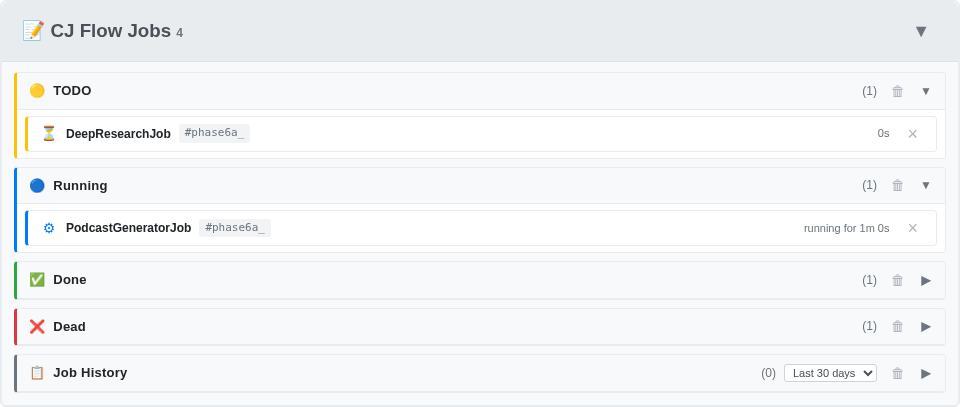 CJ Flow Jobs 4
TODO (1)
DeepResearchJob #phase6a_ 0s ×
Running (1)
PodcastGeneratorJob #phase6a_ running for 1m 0s ×
Done (1)
Dead (1)
Job History (0) Last 30 days